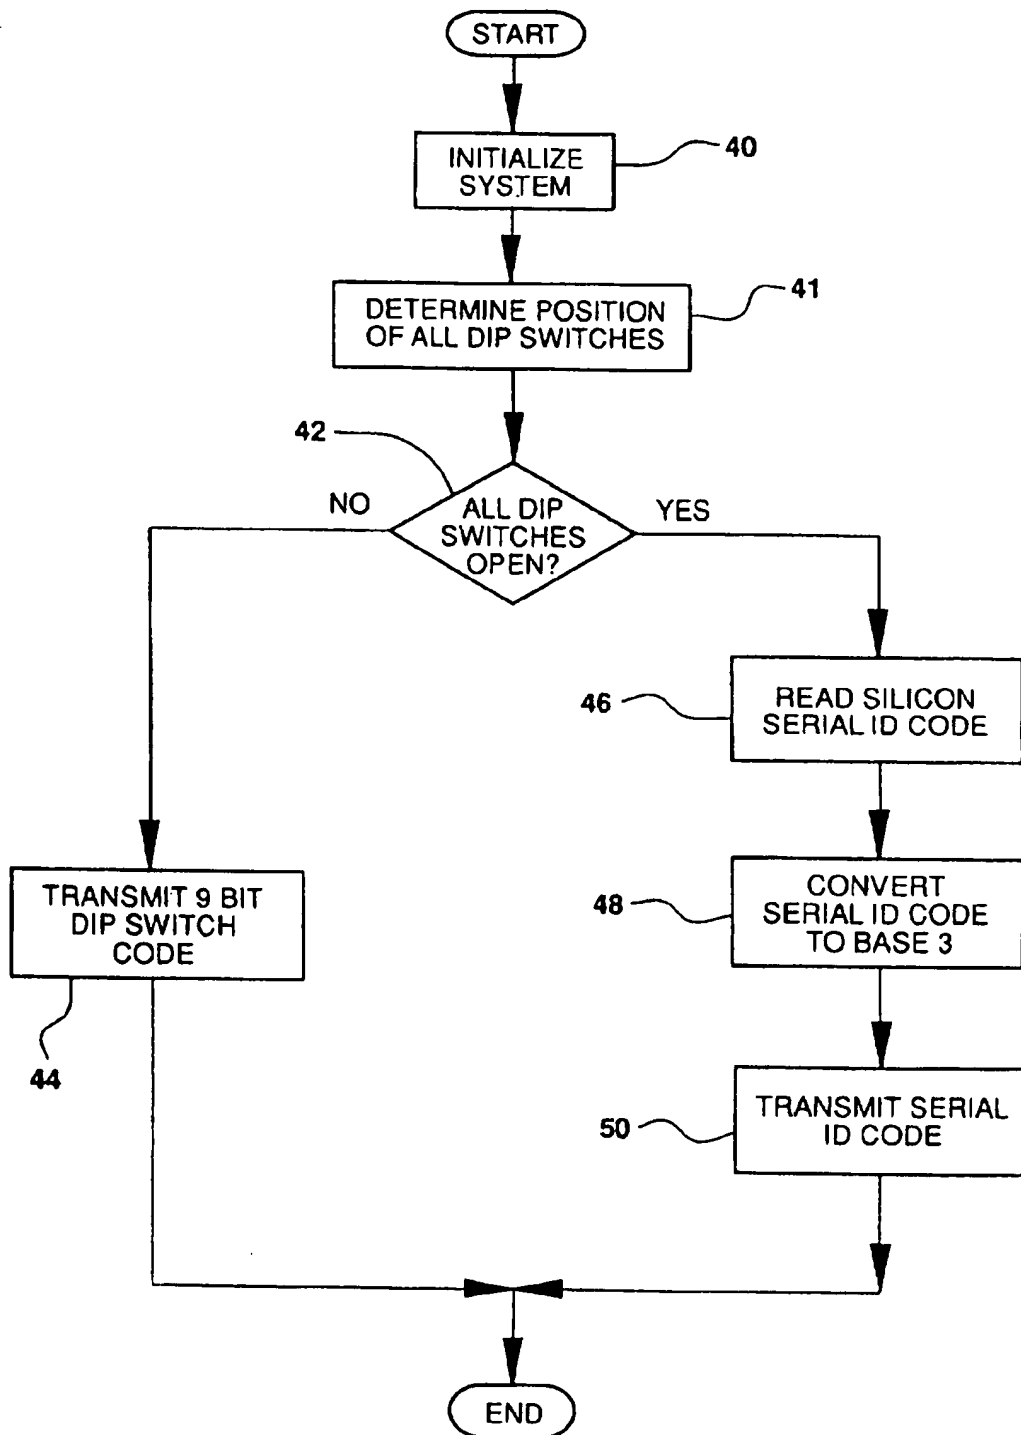 START
INITIALIZE
SYSTEM
40
DETERMINE POSITION
OF ALL DIP SWITCHES
41
42
NO
ALL DIP
SWITCHES
OPEN?
YES
46
READ SILICON
SERIAL ID CODE
TRANSMIT 9 BIT
DIP SWITCH
CODE
44
48
CONVERT
SERIAL ID CODE
TO BASE 3
50
TRANSMIT SERIAL
ID CODE
END